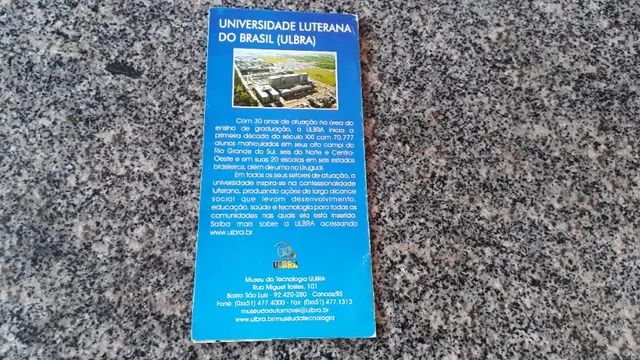 UNIVERSIDADE LUTERANA
DO BRASIL (ULBRA)
Com 30 anos de atuação na área do
ensino de graduação, a ULBRA inicia a
primeira década do século XXI com 70.777
alunos matriculados em seus oito campi do
Rio Grande do Sul, seis do Norte e Centro-
Oeste e em suas 20 escolas em seis estados
brasileiros, além de uma no Uruguai.
Em todos os seus setores de atuação, a
universidade inspira-se na confessionalidade
luterana, produzindo ações de largo alcance
social que levam desenvolvimento,
educação, saúde e tecnologia para todas as
comunidades nas quais ela está inserida.
Saiba mais sobre a ULBRA acessando
www.ulbra.br.
ULBRA
Museu da Tecnologia ULBRA
Rua Miguel Tostes, 101
Bairro São Luís - 92.420-280 - Canoas/RS
Fone: (0xx51) 477.4000 - Fax: (0xx51) 477.1313
museudoautomovel@ulbra.br
www.ulbra.br/museudatecnologia